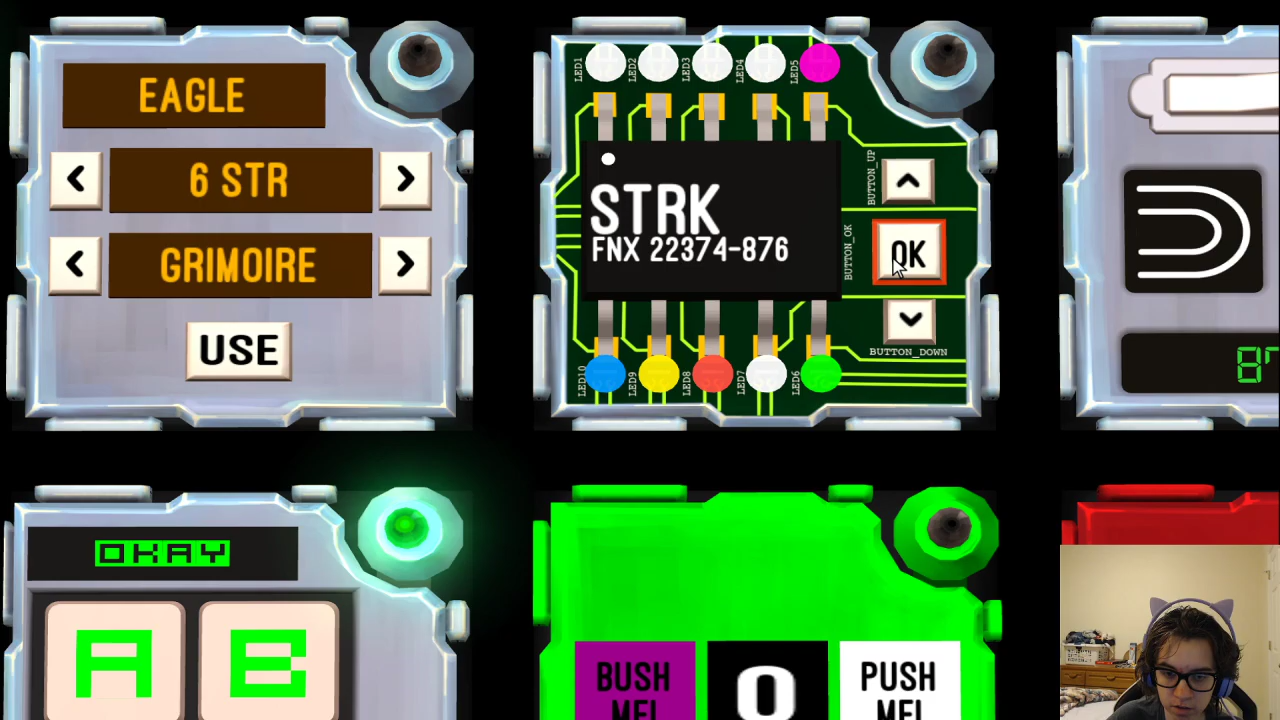 EAGLE
< 6 STR >
< GRIMOIRE >
USE
LED1
LED2
LED3
LED4
LED5
STRK
FNX 22374-876
BUTTON_UP
BUTTON_OK
OK
BUTTON_DOWN
LED10
LED9
LED8
LED7
LED6
OKAY
A
B
BUSH
ME!
0
PUSH
ME!